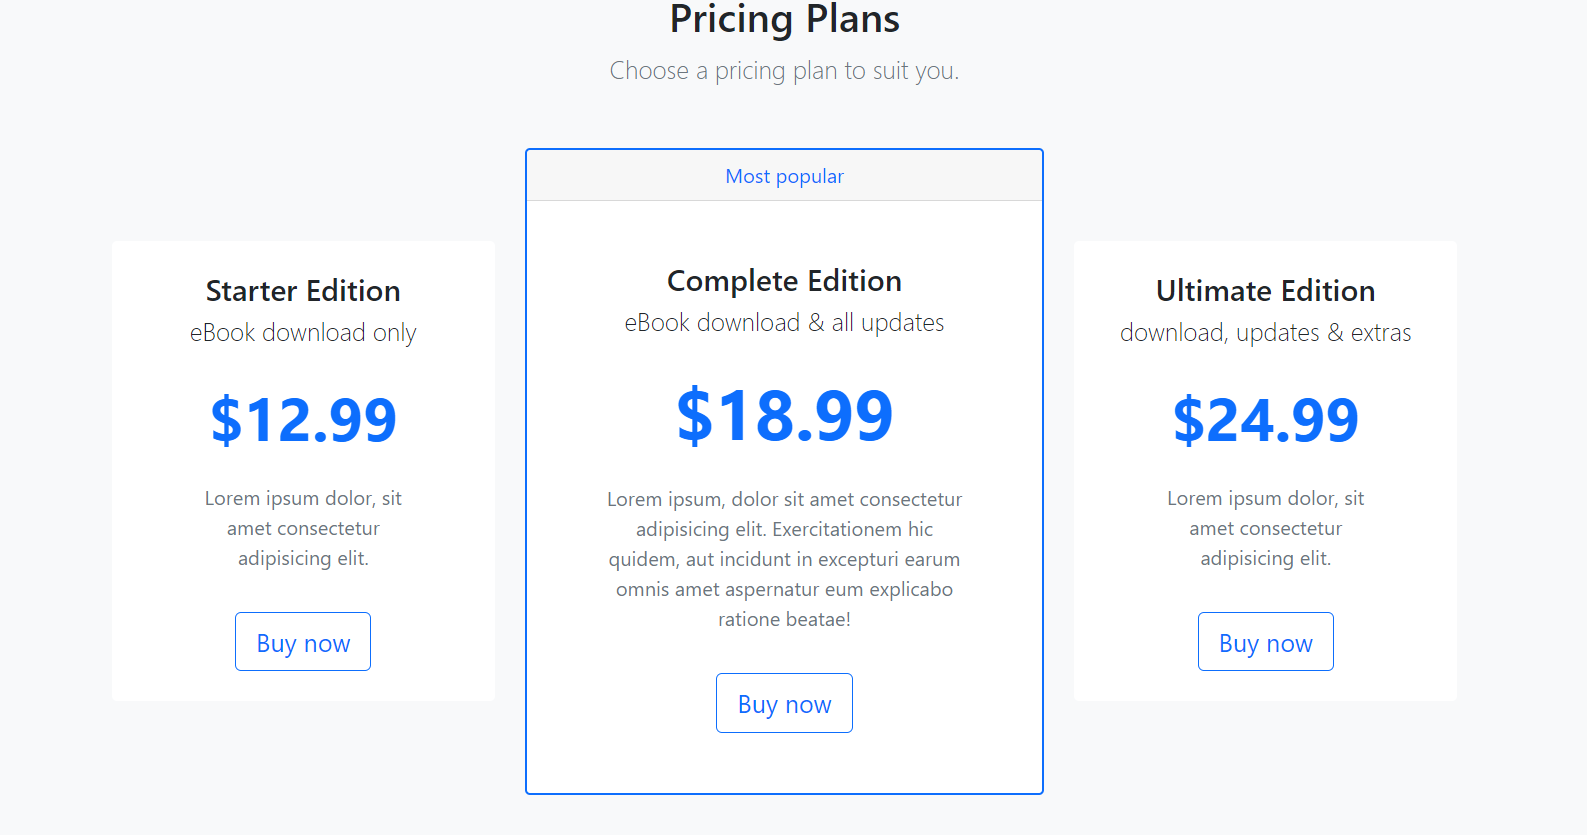 Pricing Plans
Choose a pricing plan to suit you.
Starter Edition
eBook download only
$12.99
Lorem ipsum dolor, sit
amet consectetur
adipisicing elit.
Buy now
Most popular
Complete Edition
eBook download & all updates
$18.99
Lorem ipsum, dolor sit amet consectetur
adipisicing elit. Exercitationem hic
quidem, aut incidunt in excepturi earum
omnis amet aspernatur eum explicabo
ratione beatae!
Buy now
Ultimate Edition
download, updates & extras
$24.99
Lorem ipsum dolor, sit
amet consectetur
adipisicing elit.
Buy now